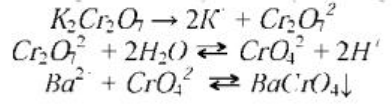 K₂Cr₂O₇ → 2K⁺ + Cr₂O₇²
Cr₂O₇² + 2H₂O ⇄ CrO₄² + 2H⁺
Ba² + CrO₄² ⇄ BaCrO₄↓